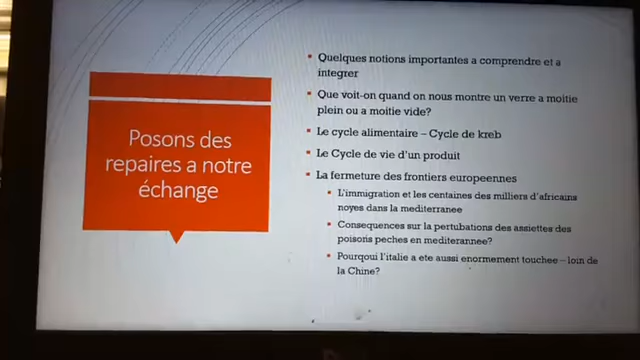 Posons des
repaires a notre
échange
Quelques notions importantes a comprendre et a
integrer
Que voit-on quand on nous montre un verre a moitie
plein ou a moitie vide?
Le cycle alimentaire – Cycle de kreb
Le Cycle de vie d'un produit
La fermeture des frontiers europeennes
L'immigration et les centaines des milliers d'africains
noyes dans la mediterranee
Consequences sur la pertubations des assiettes des
poisons peches en mediterannee?
Pourqoui l'italie a ete aussi enormement touchee – loin de
la Chine?